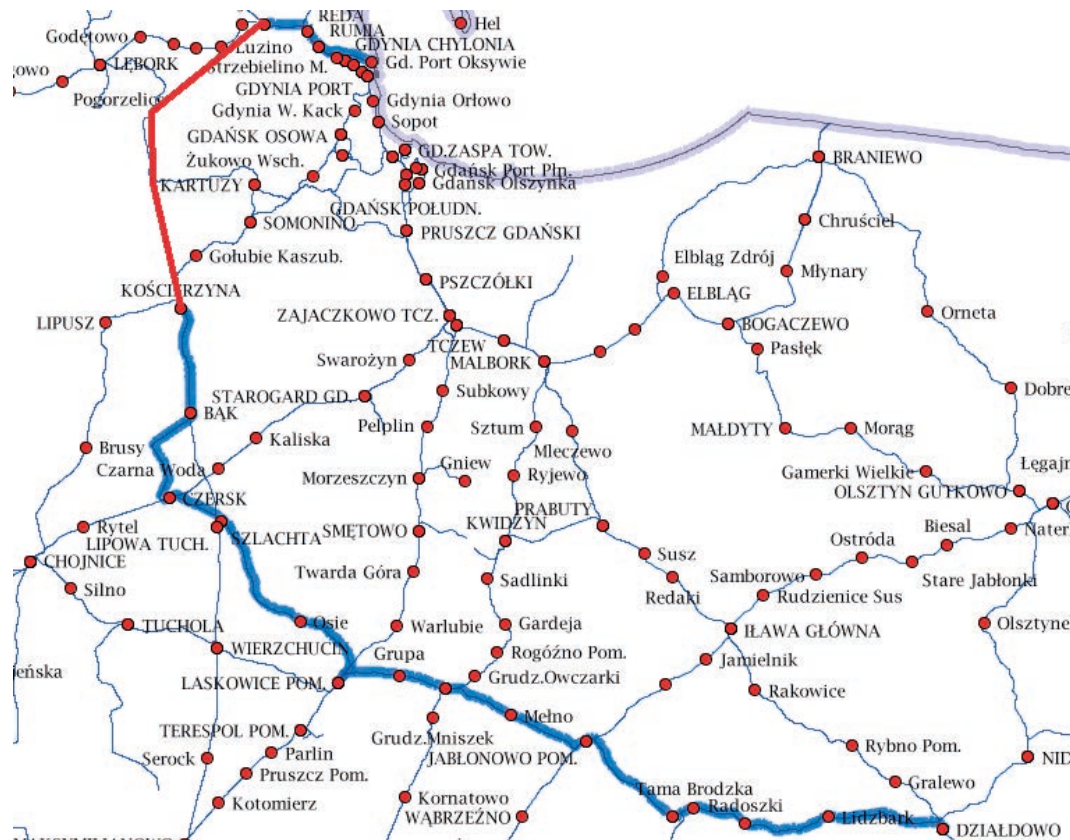 REDA
Hel
RUMIA
Godętowo
GDYNIA CHYLONIA
Luzino
LĘBORK
Gd. Port Oksywie
Strzebielino M.
GDYNIA PORT
Gdynia Orłowo
Gdynia W. Kack
Sopot
GDAŃSK OSOWA
GD.ZASPA TOW.
BRANIEWO
Żukowo Wsch.
Gdańsk Port Płn.
KARTUZY
Gdańsk Olszynka
GDAŃSK POŁUDN.
SOMONINO
PRUSZCZ GDAŃSKI
Chruściel
Gołubie Kaszub.
Elbląg Zdrój
Młynary
PSZCZÓŁKI
KOŚCIERZYNA
ELBLĄG
LIPUSZ
ZAJACZKOWO TCZ.
BOGACZEWO
Orneta
TCZEW
MALBORK
Pasłęk
Swarożyn
STAROGARD GD.
Subkowy
Dobre
BĄK
Kaliska
Pelplin
Sztum
MAŁDYTY
Morąg
Brusy
Mleczewo
Czarna Woda
Gniew
Ryjewo
Gamerki Wielkie
Łęgajn
Morzeszczyn
OLSZTYN GUTKOWO
CZERSK
PRABUTY
KWIDZYN
Rytel
SZLACHTA
SMĘTOWO
Biesal
Nater
LIPOWA TUCH.
Ostróda
CHOJNICE
Susz
Twarda Góra
Sadlinki
Samborowo
Stare Jabłonki
Silno
Redaki
Rudzienice Sus
TUCHOLA
Osie
Warlubie
Gardeja
IŁAWA GŁÓWNA
Olsztyne
WIERZCHUCIN
Grupa
Rogóźno Pom.
Jamielnik
eńska
LASKOWICE POM.
Grudz.Owczarki
Rakowice
Mełno
TERESPOL POM.
Grudz.Mniszek
Serock
Parlin
JABŁONOWO POM.
Rybno Pom.
NID
Pruszcz Pom.
Gralewo
Kotomierz
Kornatowo
Tama Brodzka
WĄBRZEŹNO
Radoszki
Lidzbark
DZIAŁDOWO